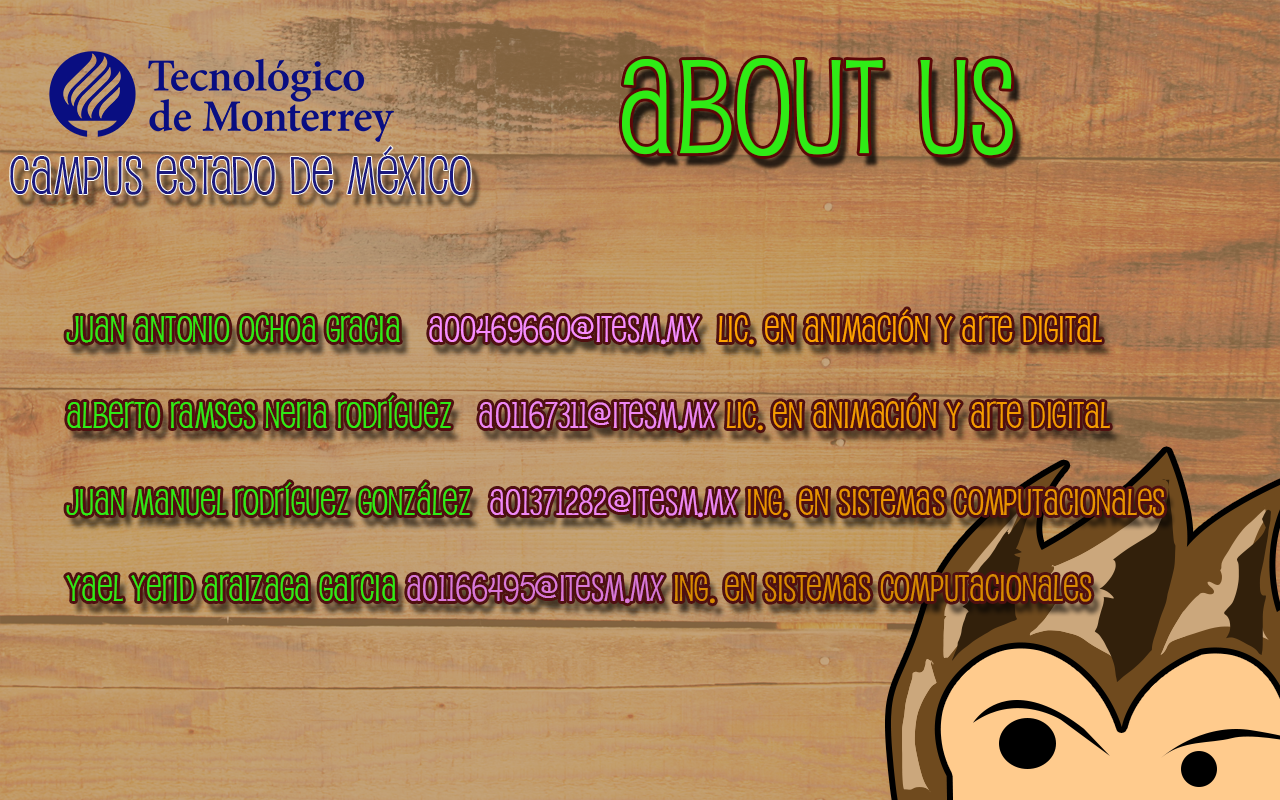 Tecnológico
de Monterrey
Campus Estado de México
About Us
Juan Antonio Ochoa Gracia A00469660@itesm.mx Lic. en Animación y Arte Digital
Alberto Ramses Neria Rodríguez A01167311@itesm.mx Lic. en Animación y Arte Digital
Juan Manuel Rodríguez González A01371282@itesm.mx Ing. en Sistemas Computacionales
Yael Yerid Araizaga Garcia A01166495@itesm.mx Ing. en Sistemas Computacionales